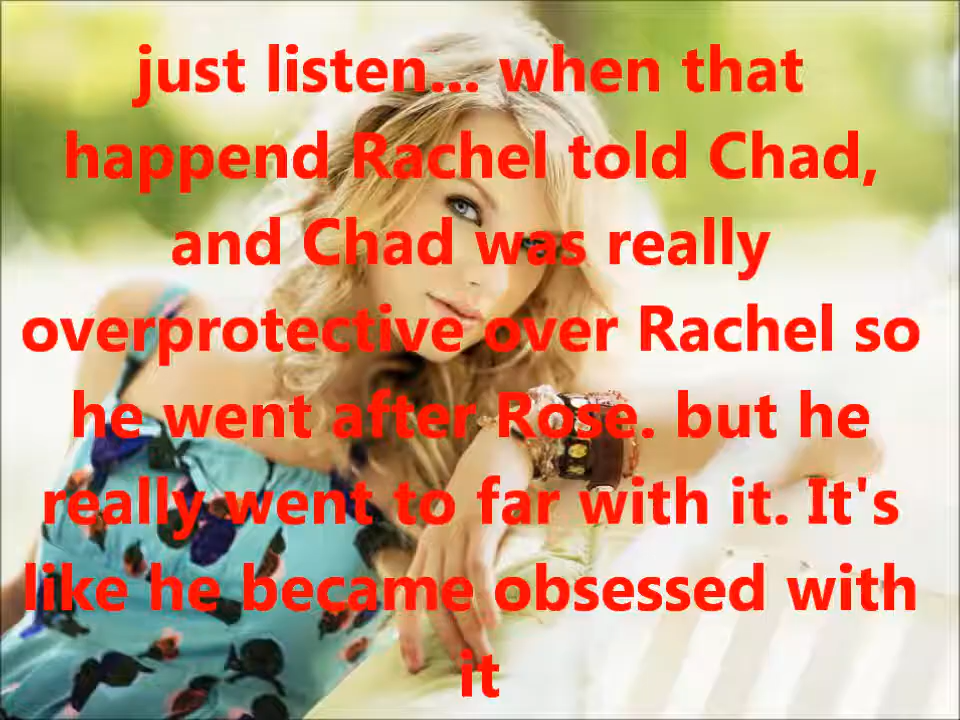 just listen... when that
happend Rachel told Chad,
and Chad was really
overprotective over Rachel so
he went after Rose. but he
really went to far with it. It's
like he became obsessed with
it